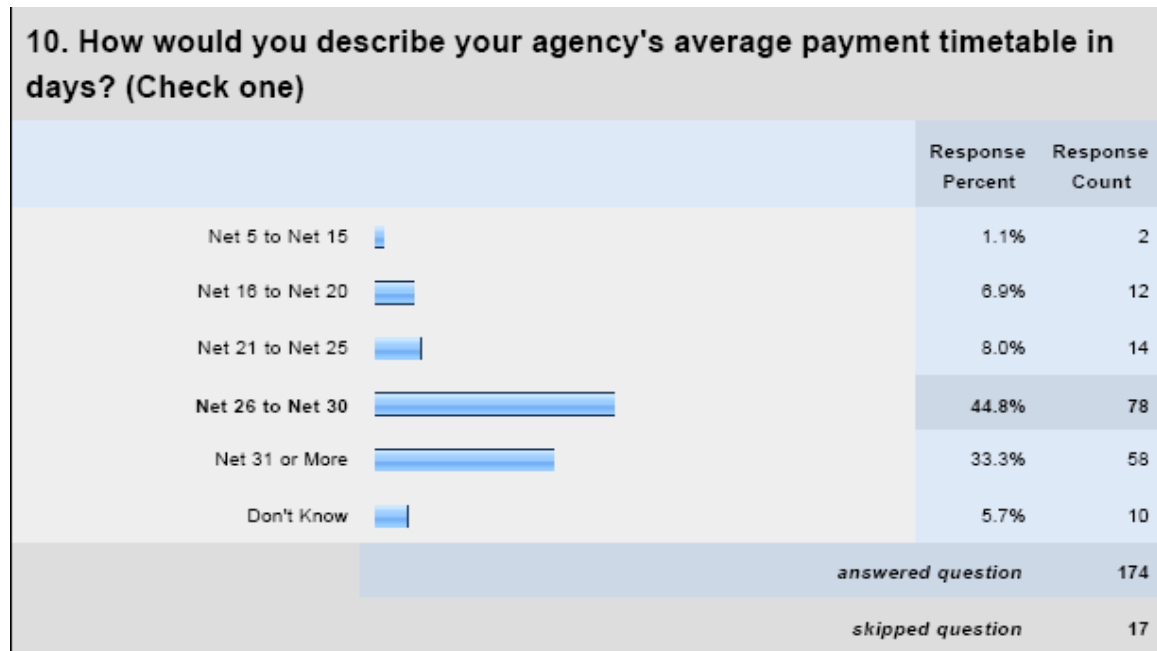 10. How would you describe your agency's average payment timetable in
days? (Check one)
Response Percent Response Count
Net 5 to Net 15 1.1% 2
Net 16 to Net 20 6.9% 12
Net 21 to Net 25 8.0% 14
Net 26 to Net 30 44.8% 78
Net 31 or More 33.3% 58
Don't Know 5.7% 10
answered question 174
skipped question 17